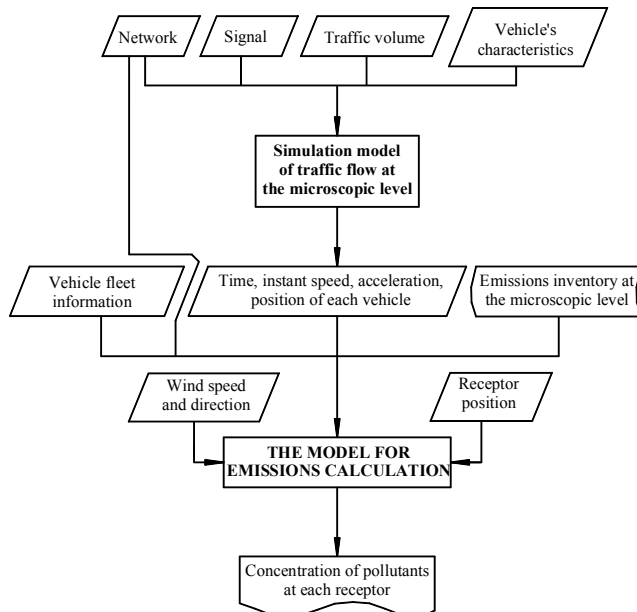 Network
Signal
Traffic volume
Vehicle's
characteristics
Simulation model
of traffic flow at
the microscopic level
Vehicle fleet
information
Time, instant speed, acceleration,
position of each vehicle
Emissions inventory at
the microscopic level
Wind speed
and direction
Receptor
position
THE MODEL FOR
EMISSIONS CALCULATION
Concentration of pollutants
at each receptor